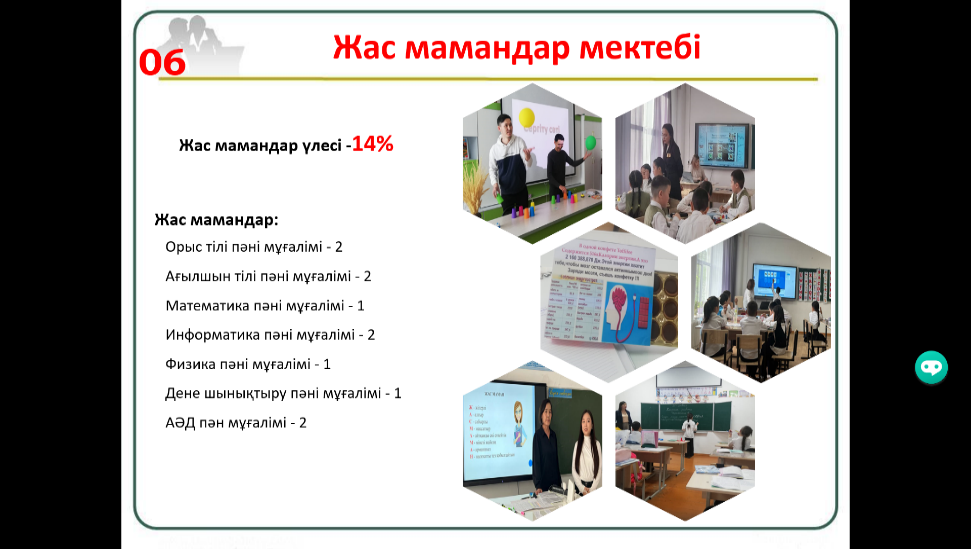 06
Жас мамандар мектебі
Жас мамандар үлесі -14%
Жас мамандар:
Орыс тілі пәні мұғалімі - 2
Ағылшын тілі пәні мұғалімі - 2
Математика пәні мұғалімі - 1
Информатика пәні мұғалімі - 2
Физика пәні мұғалімі - 1
Дене шынықтыру пәні мұғалімі - 1
АӘД пән мұғалімі - 2